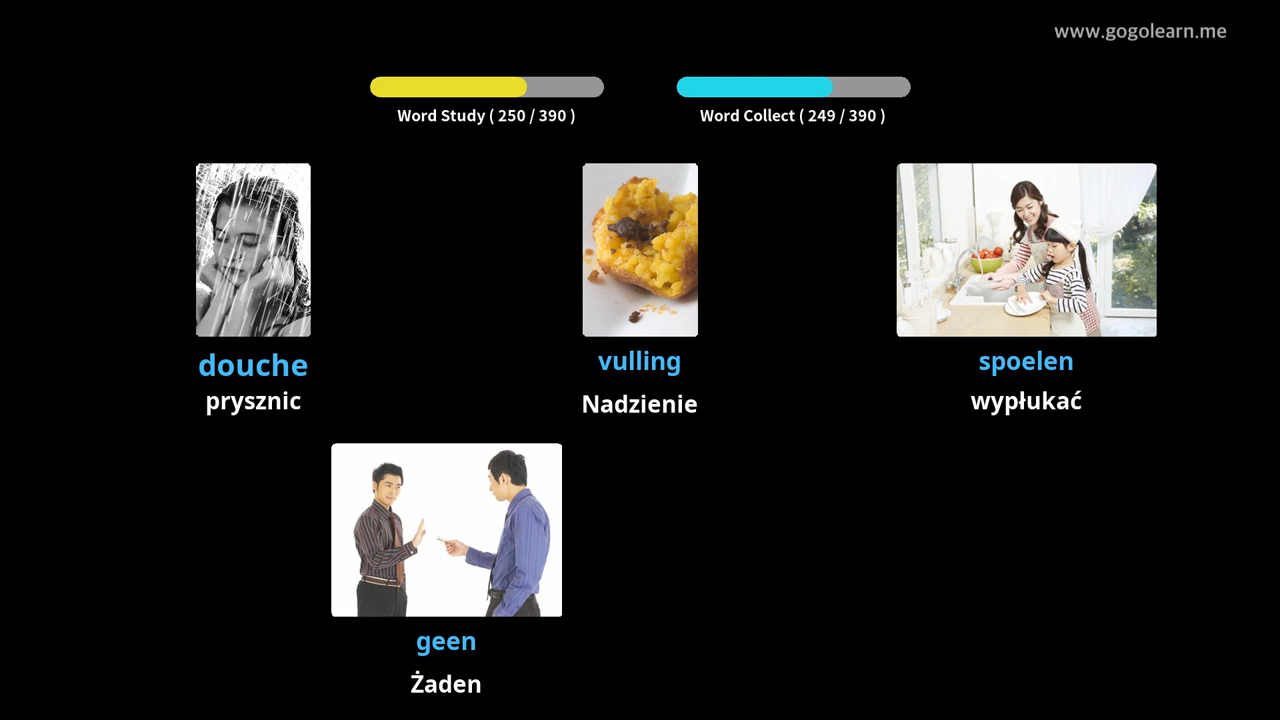 www.gogolearn.me
Word Study ( 250 / 390 )
Word Collect ( 249 / 390 )
douche
prysznic
vulling
Nadzienie
spoelen
wypłukać
geen
Żaden